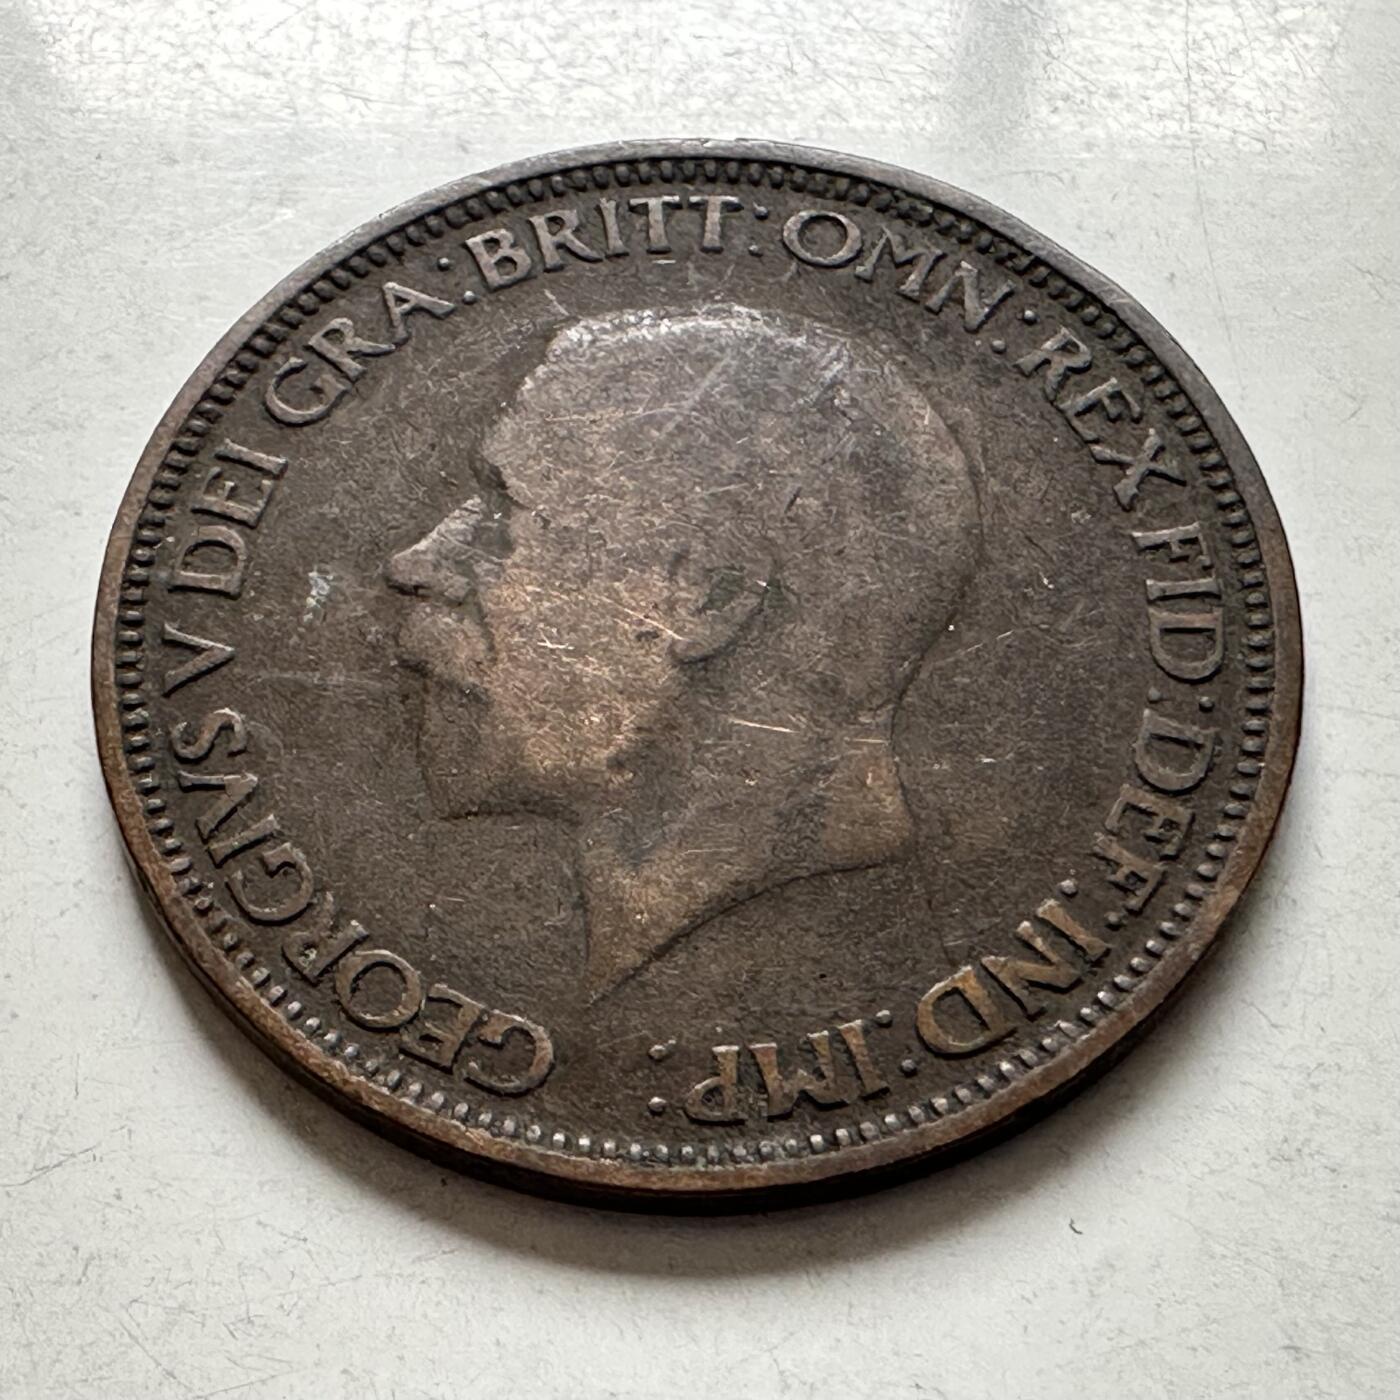 GEORGIVS V DEI GRA:BRITT:OMN:REX FID:DEF:IND:IMP: